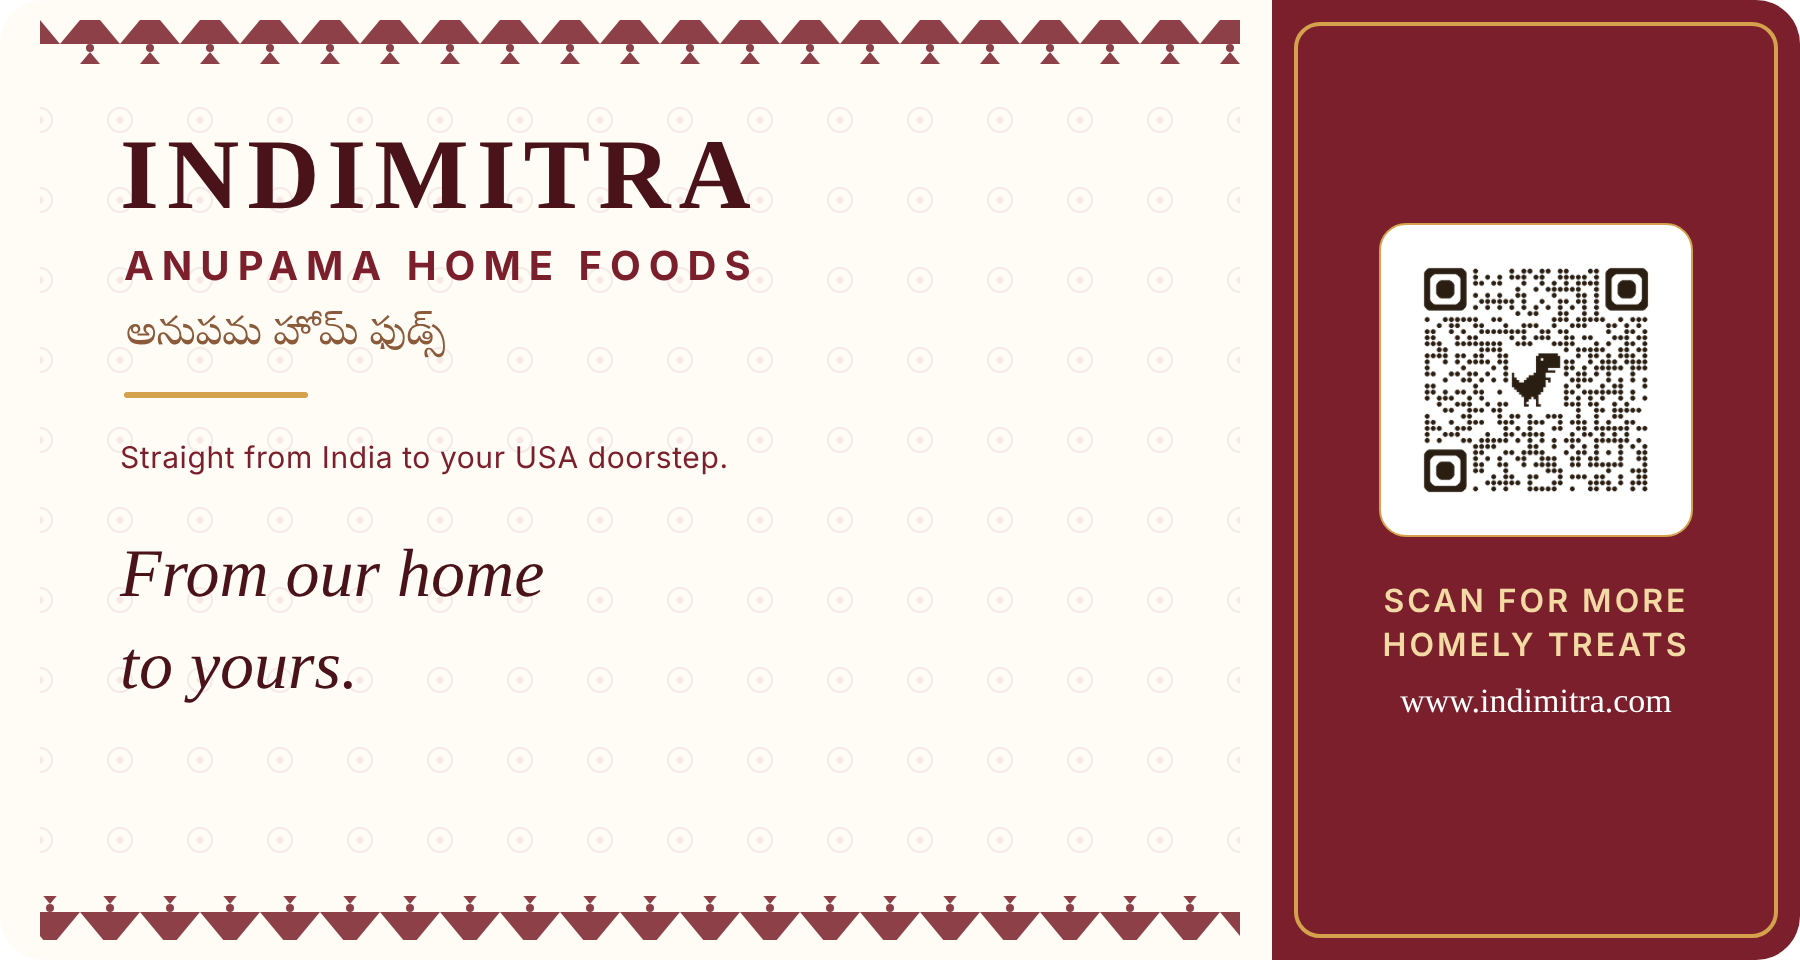 INDIMITRA
ANUPAMA HOME FOODS
అనుపమ హోమ్ ఫుడ్స్
Straight from India to your USA doorstep.
From our home
to yours.
SCAN FOR MORE
HOMELY TREATS
www.indimitra.com